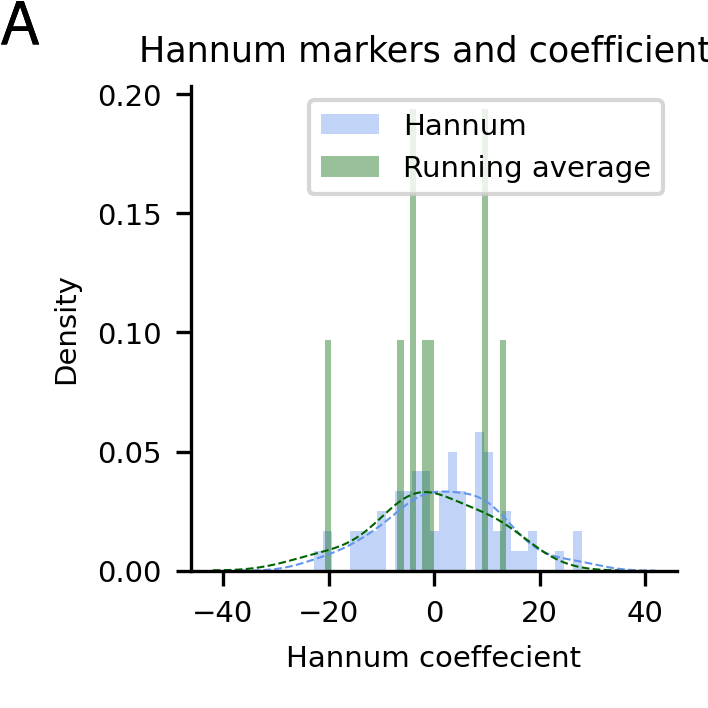 A
Hannum markers and coefficient
0.20
0.15
0.10
0.05
0.00
Density
Hannum
Running average
−40
−20
0
20
40
Hannum coeffecient